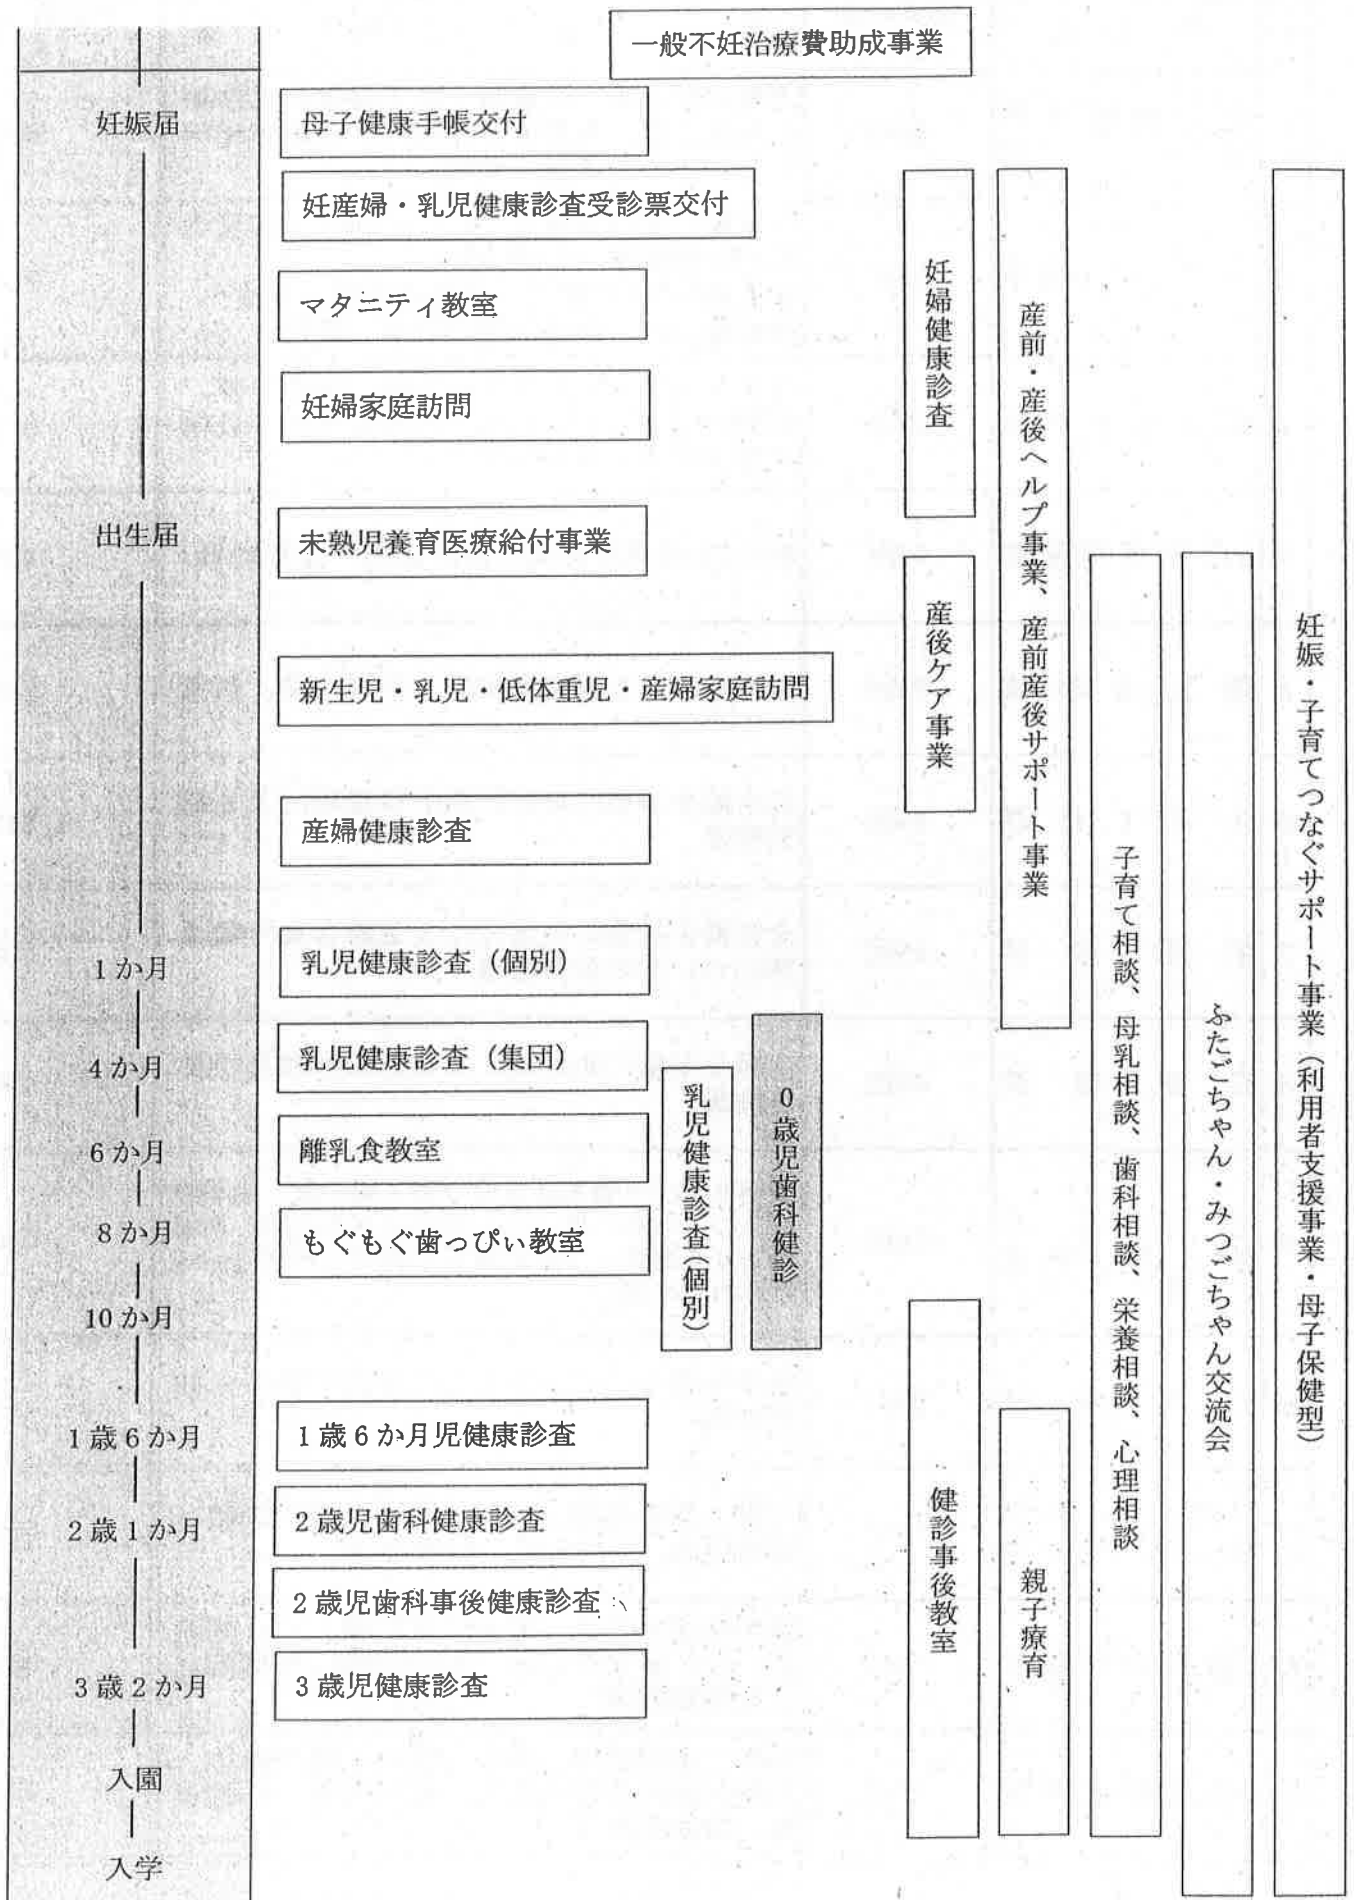 一般不妊治療費助成事業
妊娠届
母子健康手帳交付
妊産婦・乳児健康診査受診票交付
マタニティ教室
妊婦家庭訪問
出生届
未熟児養育医療給付事業
新生児・乳児・低体重児・産婦家庭訪問
産婦健康診査
1か月
乳児健康診査（個別）
4か月
乳児健康診査（集団）
6か月
離乳食教室
8か月
もぐもぐ歯っぴぃ教室
10か月
1歳6か月
1歳6か月児健康診査
2歳1か月
2歳児歯科健康診査
2歳児歯科事後健康診査
3歳2か月
3歳児健康診査
入園
入学
乳児健康診査（個別）
0歳児歯科健診
妊婦健康診査
産後ケア事業
健診事後教室
産前・産後ヘルプ事業、産前産後サポート事業
親子療育
子育て相談、母乳相談、歯科相談、栄養相談、心理相談
ふたごちゃん・みつごちゃん交流会
妊娠・子育てつなぐサポート事業（利用者支援事業・母子保健型）